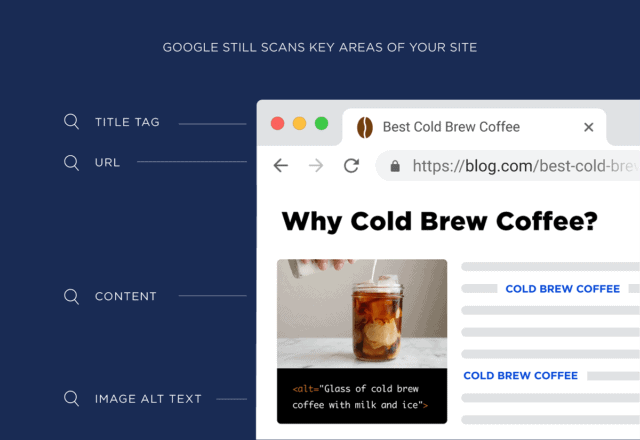 GOOGLE STILL SCANS KEY AREAS OF YOUR SITE
TITLE TAG
Best Cold Brew Coffee
URL
https://blog.com/best-cold-brew
Why Cold Brew Coffee?
CONTENT
COLD BREW COFFEE
COLD BREW COFFEE
IMAGE ALT TEXT
<alt="Glass of cold brew
coffee with milk and ice">